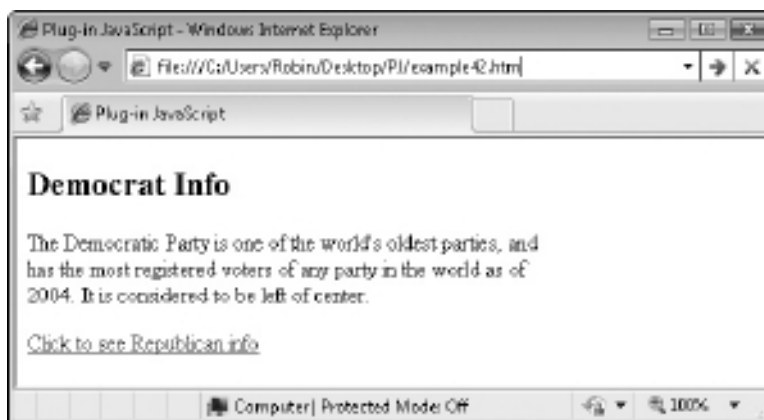 Plug-in JavaScript - Windows Internet Explorer
file:///C:/Users/Robin/Desktop/PJ/example42.htm
Plug-in JavaScript
Democrat Info
The Democratic Party is one of the world's oldest parties, and
has the most registered voters of any party in the world as of
2004. It is considered to be left of center.
Click to see Republican info
Computer | Protected Mode: Off
100%